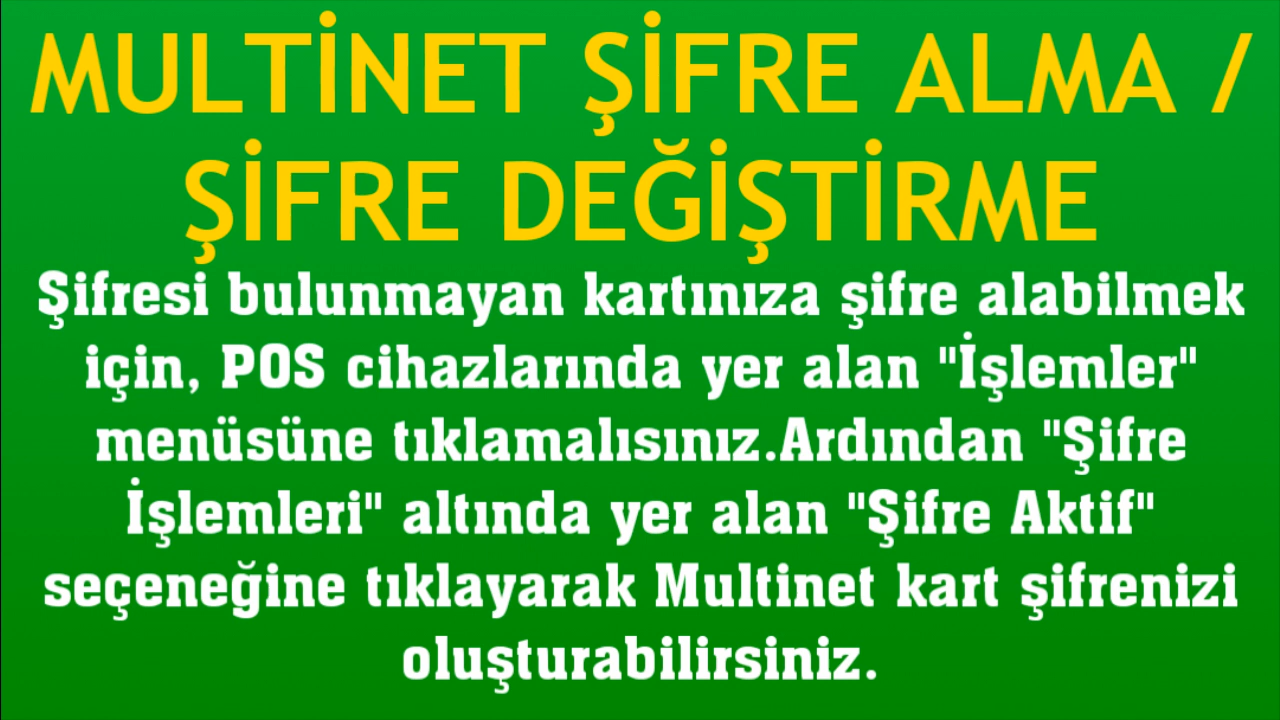 MULTİNET ŞİFRE ALMA /
ŞİFRE DEĞİŞTİRME
Şifresi bulunmayan kartınıza şifre alabilmek
için, POS cihazlarında yer alan "İşlemler"
menüsüne tıklamalısınız.Ardından "Şifre
İşlemleri" altında yer alan "Şifre Aktif"
seçeneğine tıklayarak Multinet kart şifrenizi
oluşturabilirsiniz.